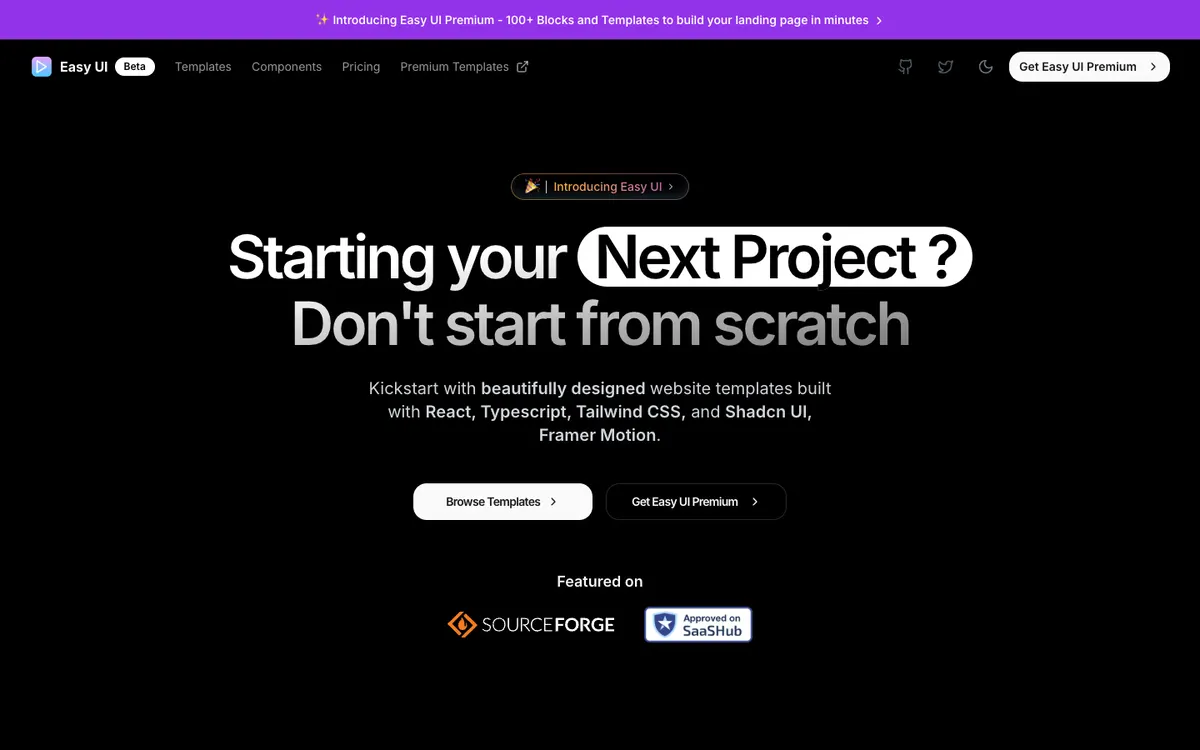 ✨ Introducing Easy UI Premium - 100+ Blocks and Templates to build your landing page in minutes
Easy UI Beta Templates Components Pricing Premium Templates Get Easy UI Premium
🎉 | Introducing Easy UI
Starting your Next Project ?
Don't start from scratch
Kickstart with beautifully designed website templates built
with React, Typescript, Tailwind CSS, and Shadcn UI,
Framer Motion.
Browse Templates Get Easy UI Premium
Featured on
SOURCEFORGE Approved on
SaaSHub